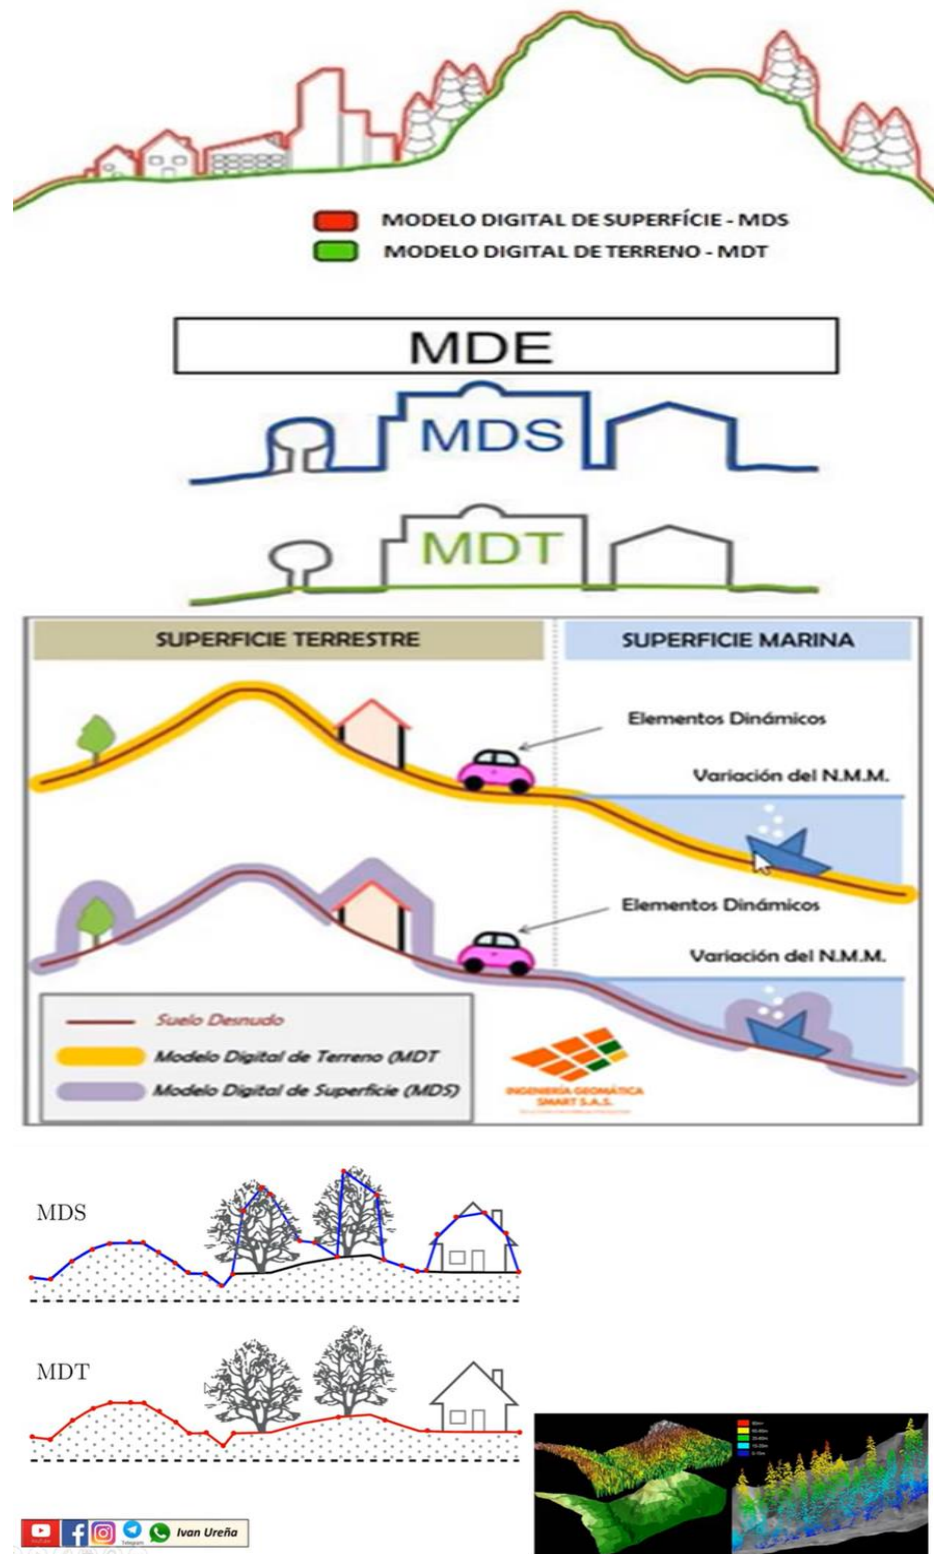 MODELO DIGITAL DE SUPERFÍCIE - MDS
MODELO DIGITAL DE TERRENO - MDT
MDE
MDS
MDT
SUPERFICIE TERRESTRE
SUPERFICIE MARINA
Elementos Dinámicos
Variación del N.M.M.
Elementos Dinámicos
Variación del N.M.M.
Suelo Desnudo
Modelo Digital de Terreno (MDT
Modelo Digital de Superficie (MDS)
INGENIERÍA GEOMÁTICA
SMART S.A.S.
MDS
MDT
Telegram
Ivan Ureña